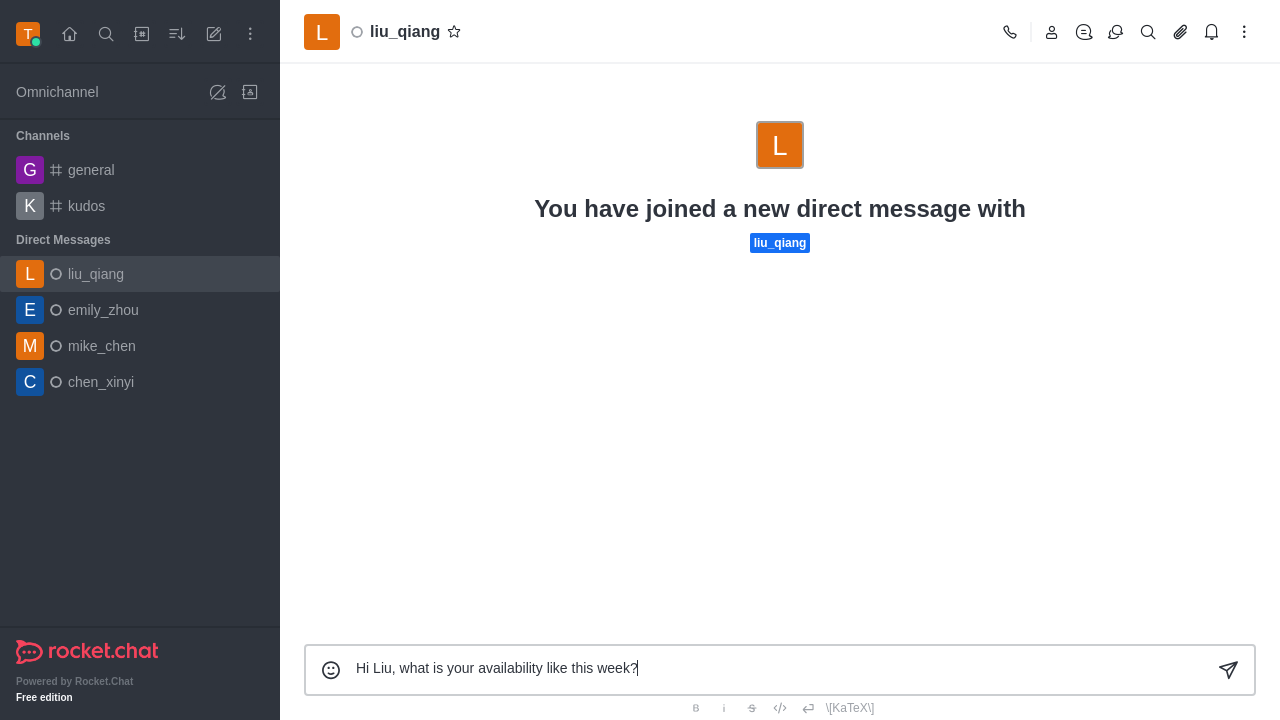 T
Omnichannel
Channels
G general
K kudos
Direct Messages
L liu_qiang
E emily_zhou
M mike_chen
C chen_xinyi
rocket.chat
Powered by Rocket.Chat
Free edition
L liu_qiang
L
You have joined a new direct message with
liu_qiang
Hi Liu, what is your availability like this week?
B i S \[KaTeX\]